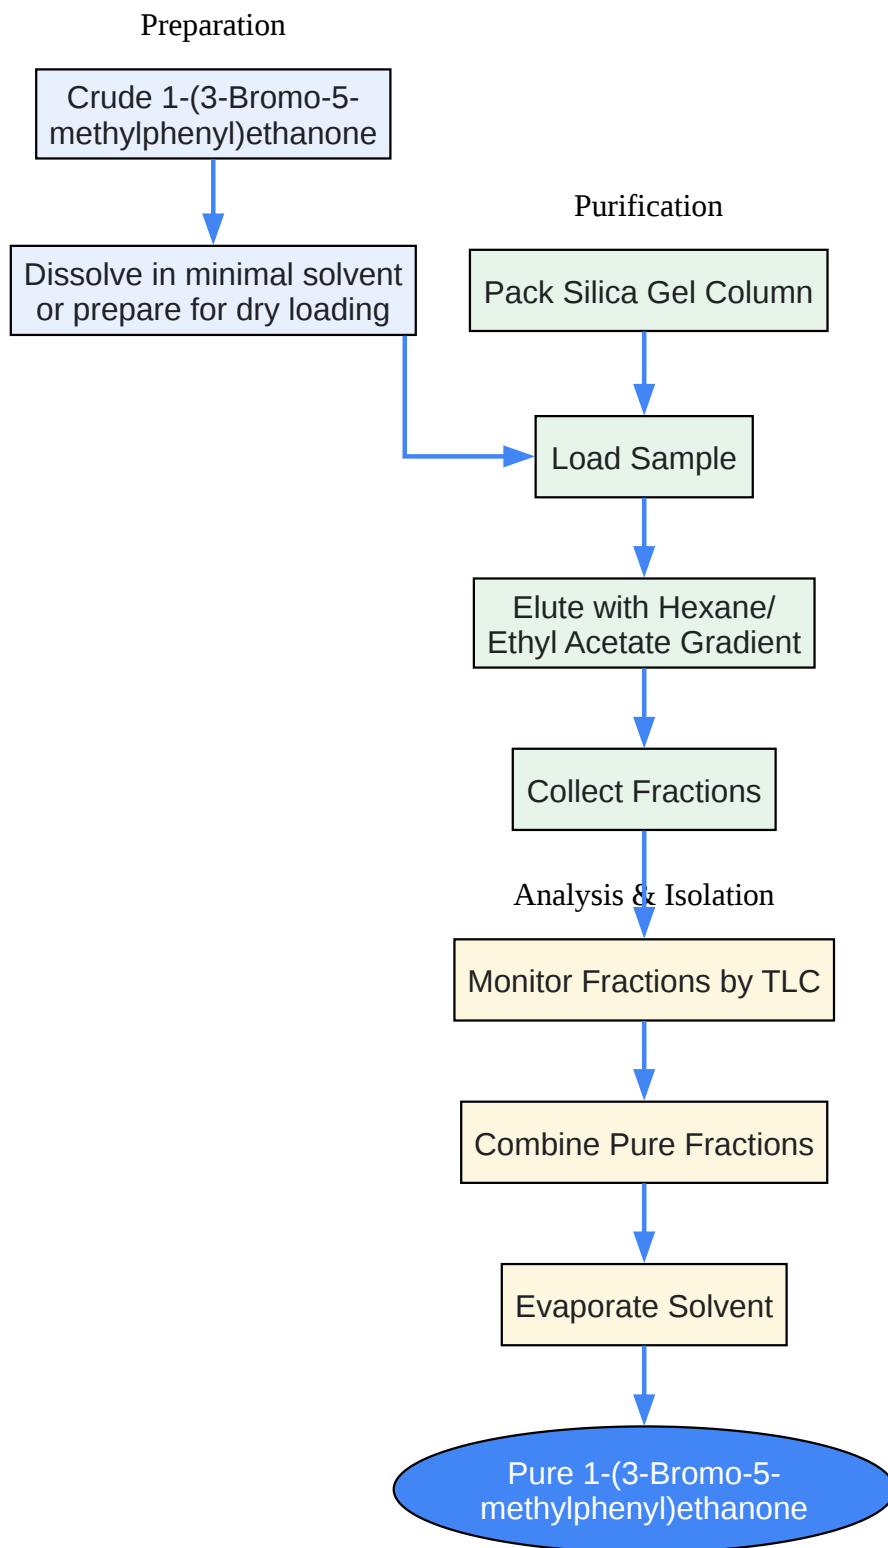 Preparation
Crude 1-(3-Bromo-5-
methylphenyl)ethanone
Dissolve in minimal solvent
or prepare for dry loading
Purification
Pack Silica Gel Column
Load Sample
Elute with Hexane/
Ethyl Acetate Gradient
Collect Fractions
Analysis & Isolation
Monitor Fractions by TLC
Combine Pure Fractions
Evaporate Solvent
Pure 1-(3-Bromo-5-
methylphenyl)ethanone